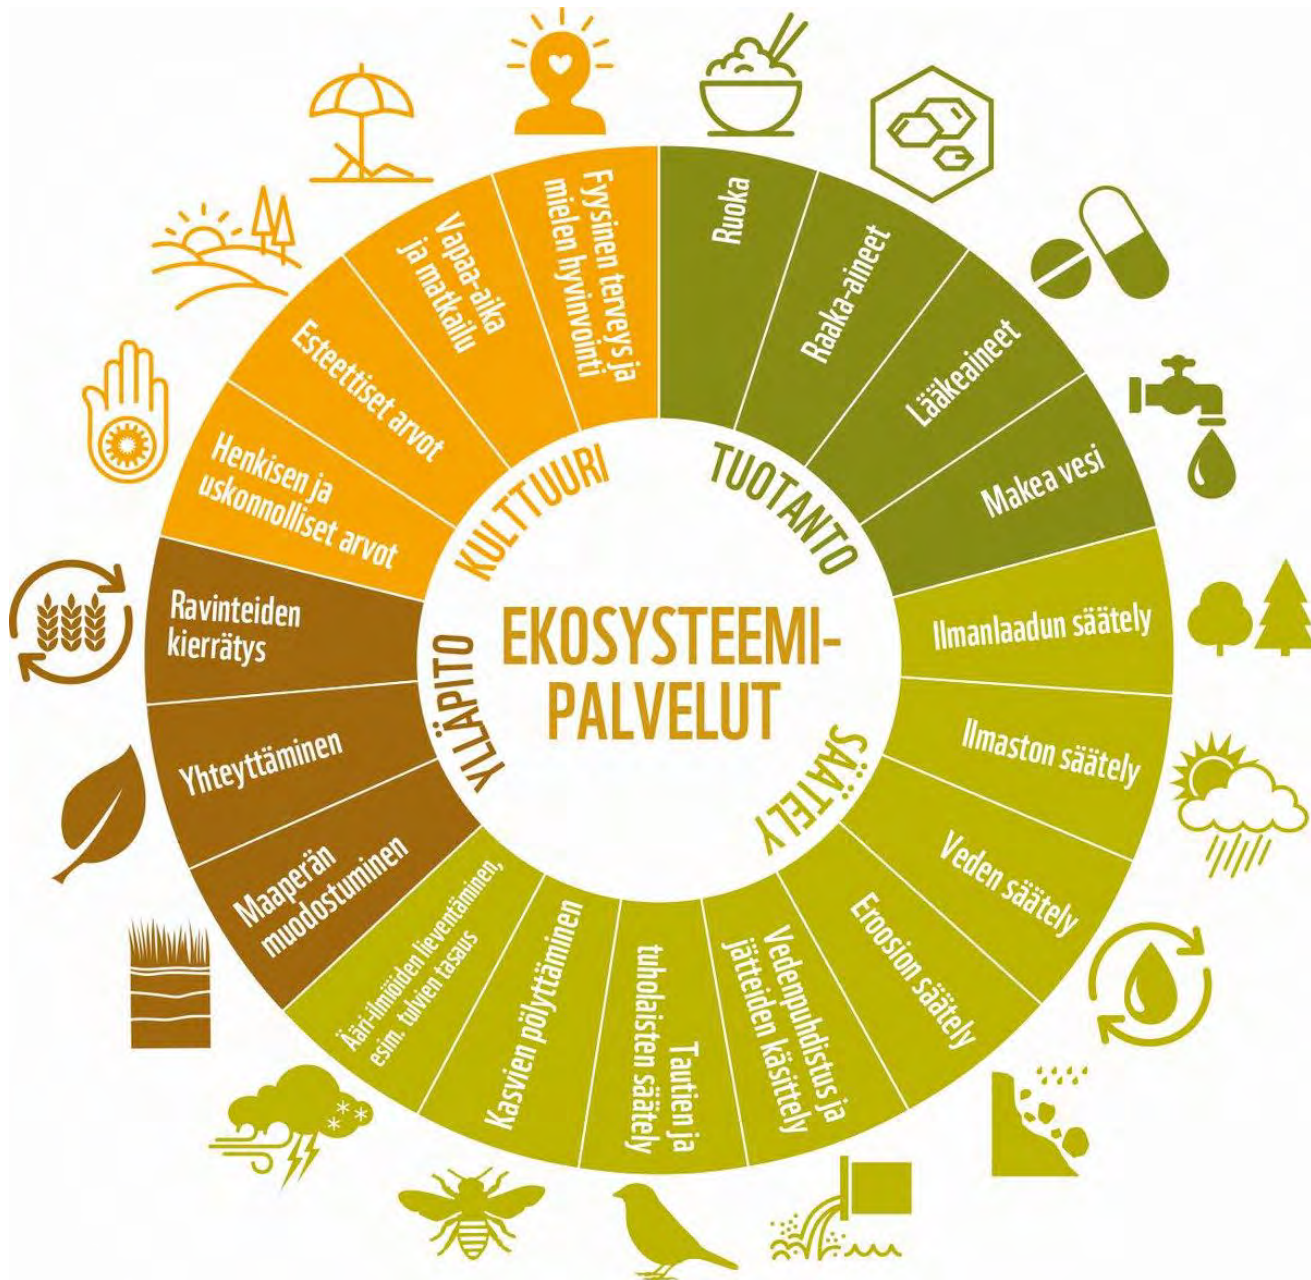 EKOSYSTEEMI-
PALVELUT
TUOTANTO
Ruoka
Raaka-aineet
Lääkeaineet
Makea vesi
SÄÄTELY
Ilmanlaadun säätely
Ilmaston säätely
Veden säätely
Eroosion säätely
Vedenpuhdistus ja
jätteiden käsittely
Tautien ja
tuholaisten säätely
Kasvien pölyttäminen
Ääri-ilmiöiden lieventäminen,
esim. tulvien tasaus
YLLÄPITO
Maaperän
muodostuminen
Yhteyttäminen
Ravinteiden
kierrätys
KULTTUURI
Henkisen ja
uskonnolliset arvot
Esteettiset arvot
Vapaa-aika
ja matkailu
Fyysinen terveys ja
mielen hyvinvointi